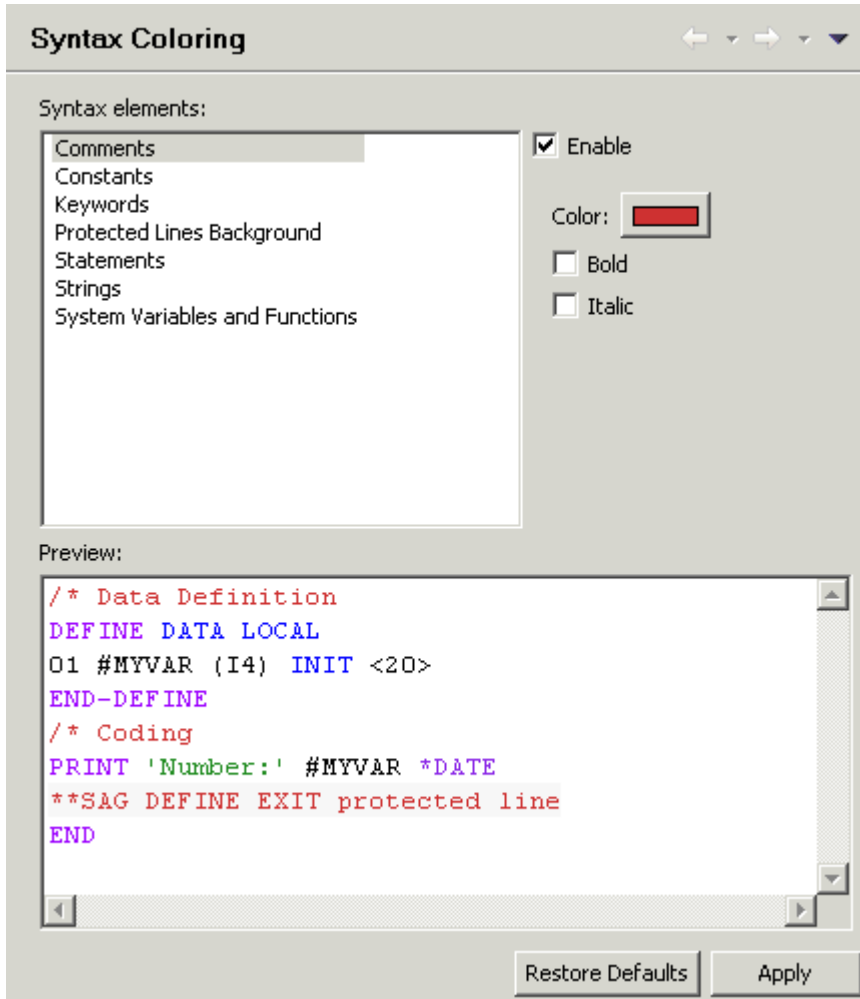 Syntax Coloring
Syntax elements:
Comments
Constants
Keywords
Protected Lines Background
Statements
Strings
System Variables and Functions
Enable
Color:
Bold
Italic
Preview:
/* Data Definition
DEFINE DATA LOCAL
01 #MYVAR (I4) INIT <20>
END-DEFINE
/* Coding
PRINT 'Number:' #MYVAR *DATE
**SAG DEFINE EXIT protected line
END
Restore Defaults
Apply